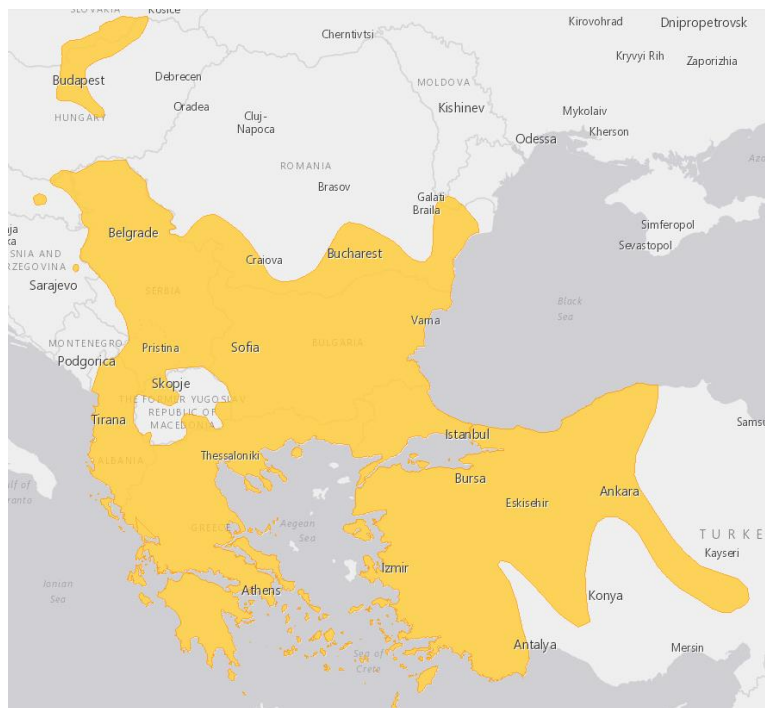 SLOVAKIA
Kosice
Kirovohrad
Dnipropetrovsk
Cherntivtsi
Kryvyi Rih
Zaporizhia
Budapest
Debrecen
MOLDOVA
Oradea
Kishinev
Mykolaiv
HUNGARY
Cluj-
Napoca
Kherson
Odessa
ROMANIA
Azo
Brasov
Galati
Braila
Simferopol
Belgrade
Sevastopol
SNIA AND
RZEGOVINA
Bucharest
Craiova
Sarajevo
SERBIA
Black
Sea
Varna
MONTENEGRO
Pristina
Sofia
BULGARIA
Podgorica
Skopje
THE FORMER YUGOSLAV
REPUBLIC OF
MACEDONIA
Tirana
Samsu
Istanbul
Thessaloniki
ALBANIA
Bursa
Ankara
Eskisehir
GREECE
Aegean
Sea
TURKE
Kayseri
Izmir
Ionian
Sea
Athens
Konya
Antalya
Mersin
Sea of
Crete